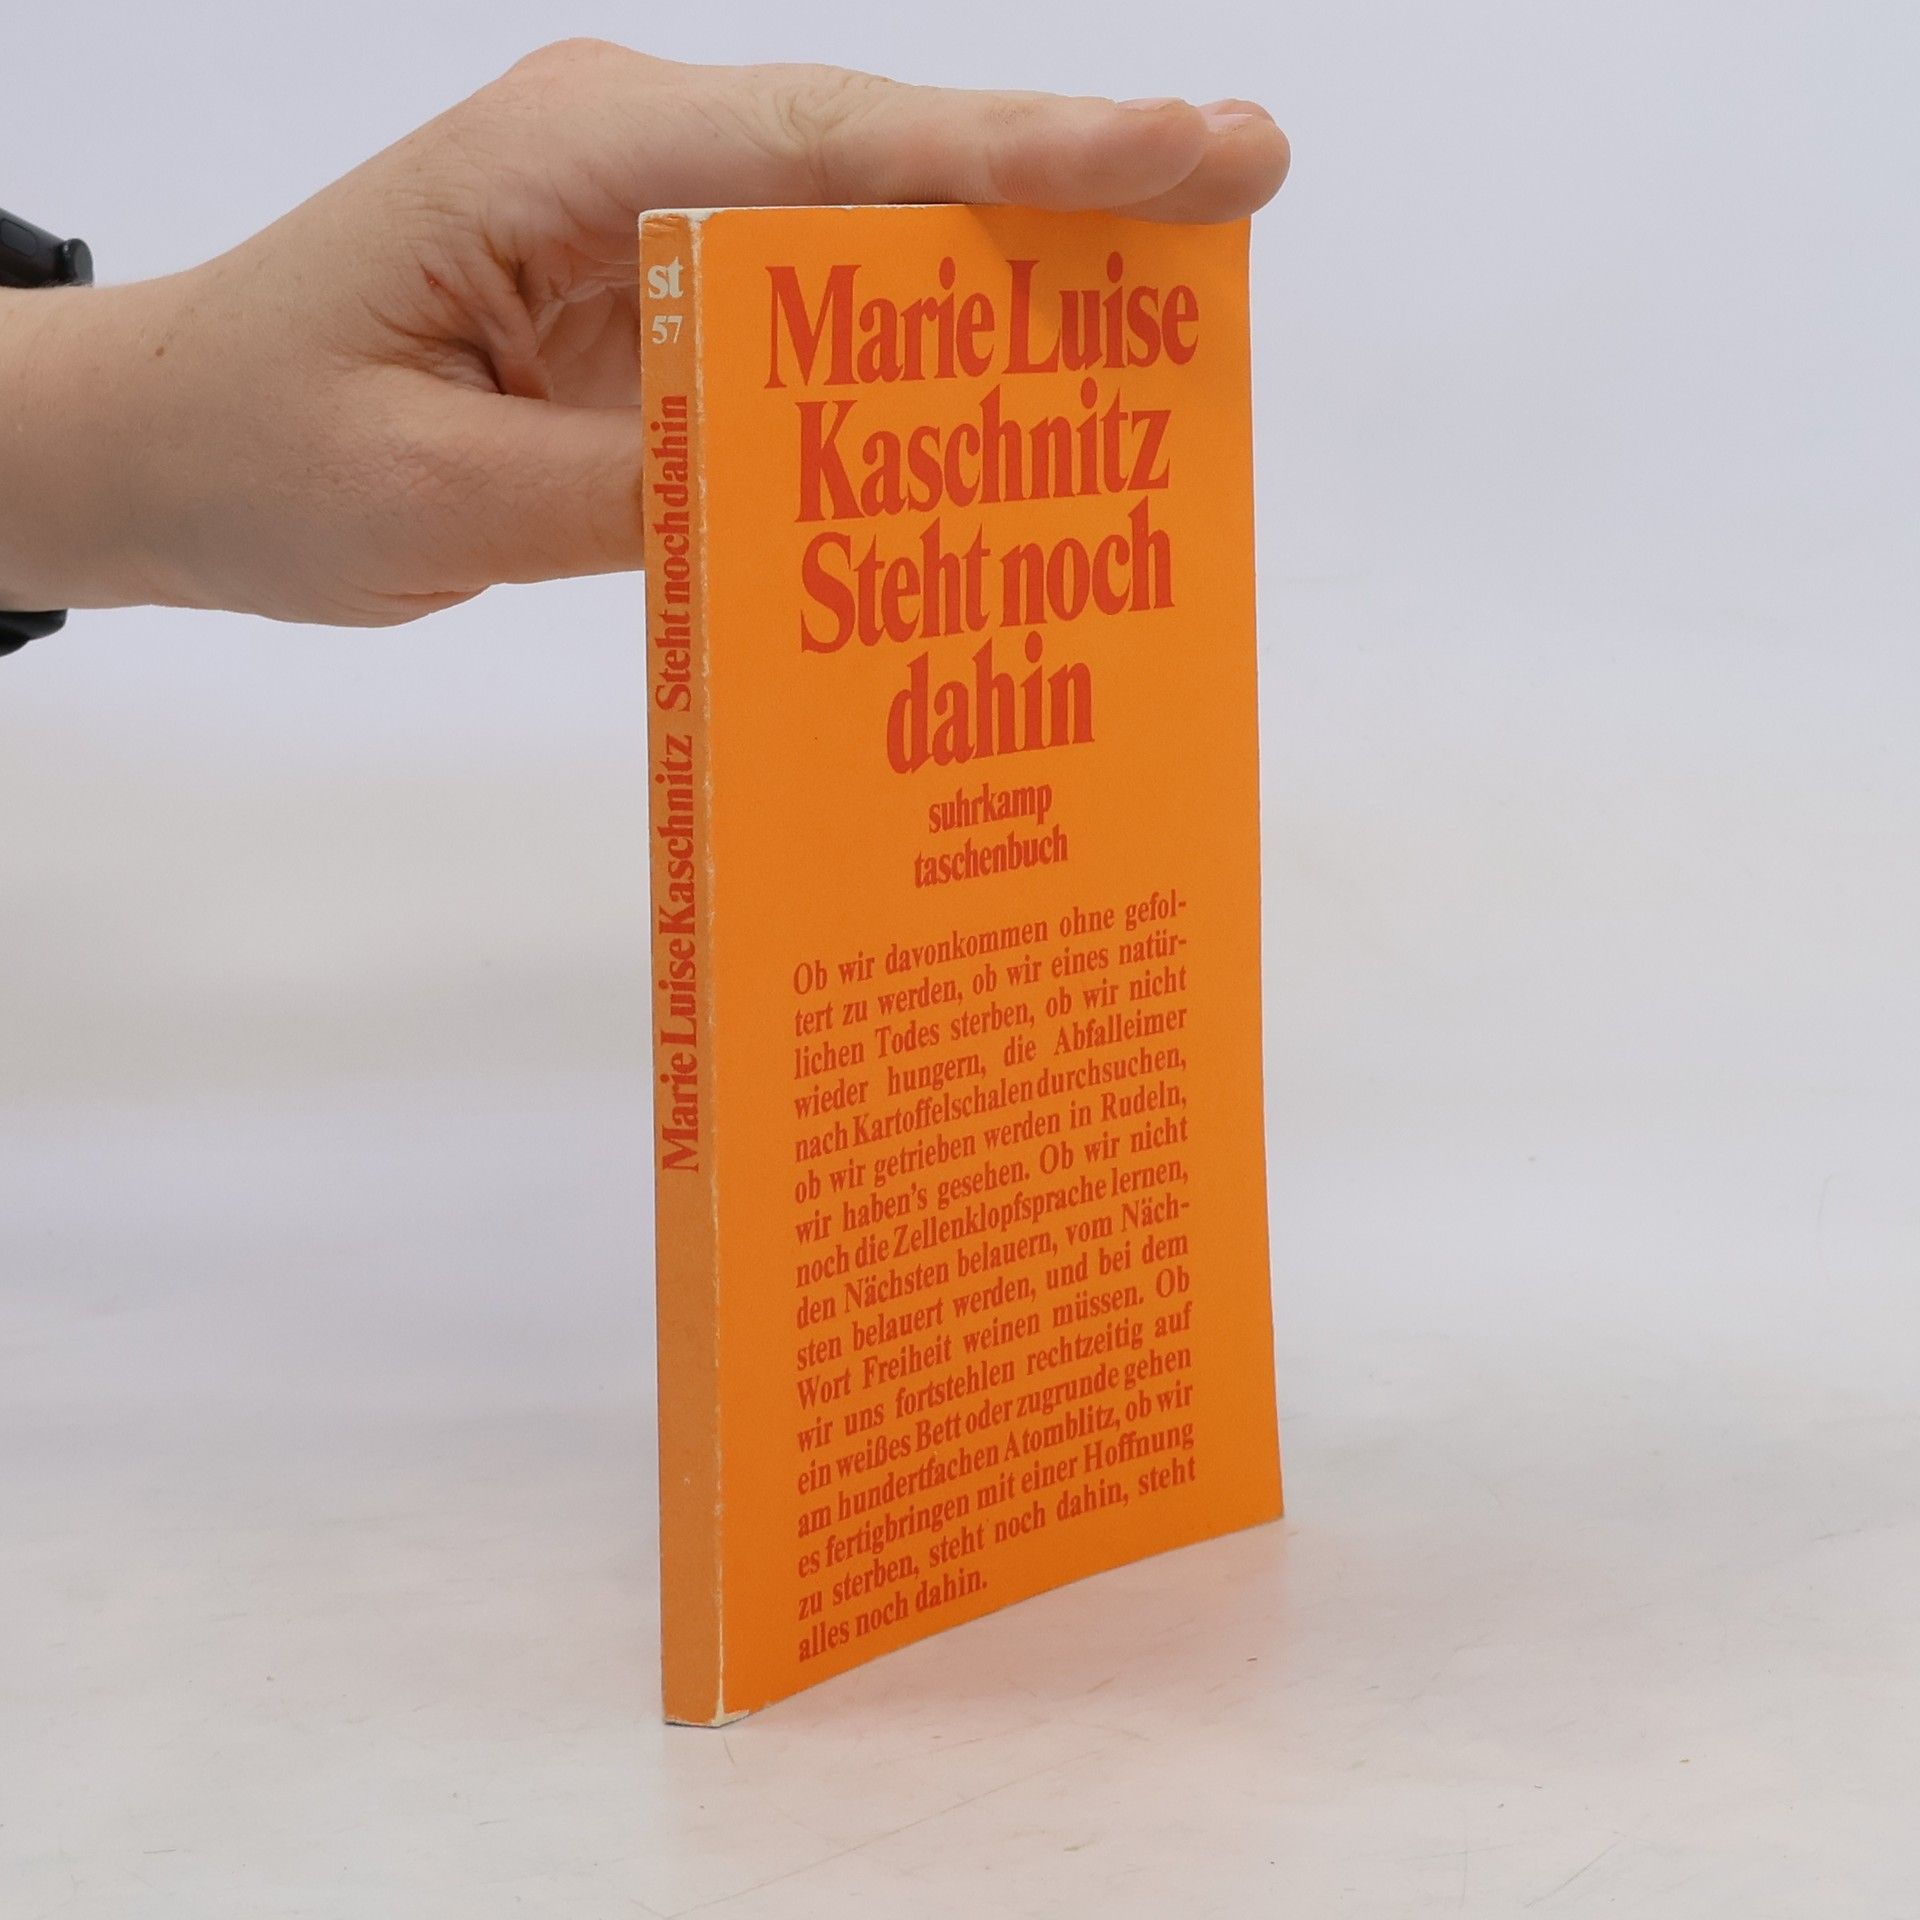 st
57
Marie Luise Kaschnitz Steht noch dahin
Marie Luise
Kaschnitz
Steht noch
dahin
suhrkamp
taschenbuch
Ob wir davonkommen ohne gefol-
tert zu werden, ob wir eines natür-
lichen Todes sterben, ob wir nicht
wieder hungern, die Abfalleimer
nach Kartoffelschalen durchsuchen,
ob wir getrieben werden in Rudeln,
wir haben's gesehen. Ob wir nicht
noch die Zellenklopfsprache lernen,
den Nächsten belauern, vom Näch-
sten belauert werden, und bei dem
Wort Freiheit weinen müssen. Ob
wir uns fortstehlen rechtzeitig auf
ein weißes Bett oder zugrunde gehen
am hundertfachen Atomblitz, ob wir
es fertigbringen mit einer Hoffnung
zu sterben, steht noch dahin, steht
alles noch dahin.